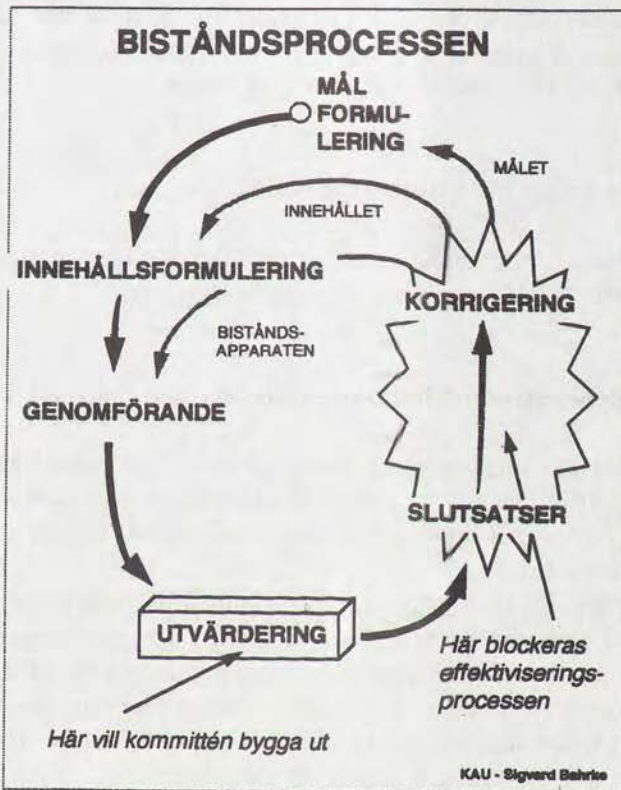 BISTÅNDSPROCESSEN
MÅL
FORMU-
LERING
MÅLET
INNEHÅLLET
INNEHÅLLSFORMULERING
KORRIGERING
BISTÅNDS-
APPARATEN
GENOMFÖRANDE
SLUTSATSER
UTVÄRDERING
Här blockeras
effektiviserings-
processen
Här vill kommittén bygga ut
KAU - Sigvard Bahrke